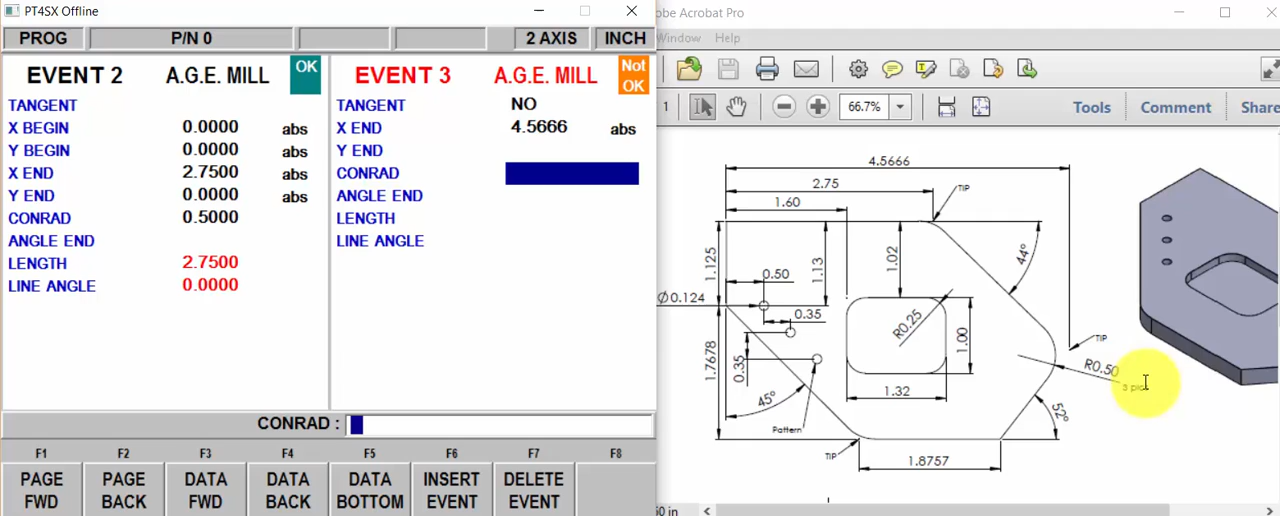 PT4SX Offline
PROG
P/N 0
2 AXIS
INCH
EVENT 2
A.G.E. MILL
OK
TANGENT
X BEGIN 0.0000 abs
Y BEGIN 0.0000 abs
X END 2.7500 abs
Y END 0.0000 abs
CONRAD 0.5000
ANGLE END
LENGTH 2.7500
LINE ANGLE 0.0000
EVENT 3
A.G.E. MILL
Not
OK
TANGENT NO
X END 4.5666 abs
Y END
CONRAD
ANGLE END
LENGTH
LINE ANGLE
CONRAD :
F1 F2 F3 F4 F5 F6 F7 F8
PAGE
FWD
PAGE
BACK
DATA
FWD
DATA
BACK
DATA
BOTTOM
INSERT
EVENT
DELETE
EVENT
obe Acrobat Pro
Window Help
1
66.7%
Tools
Comment
Share
4.5666
2.75
TIP
1.60
1.125
1.13
1.02
44°
0.50
Ø0.124
0.35
R0.25
1.00
TIP
R0.50
1.7678
0.35
1.32
45°
52°
Pattern
TIP
1.8757
50 in